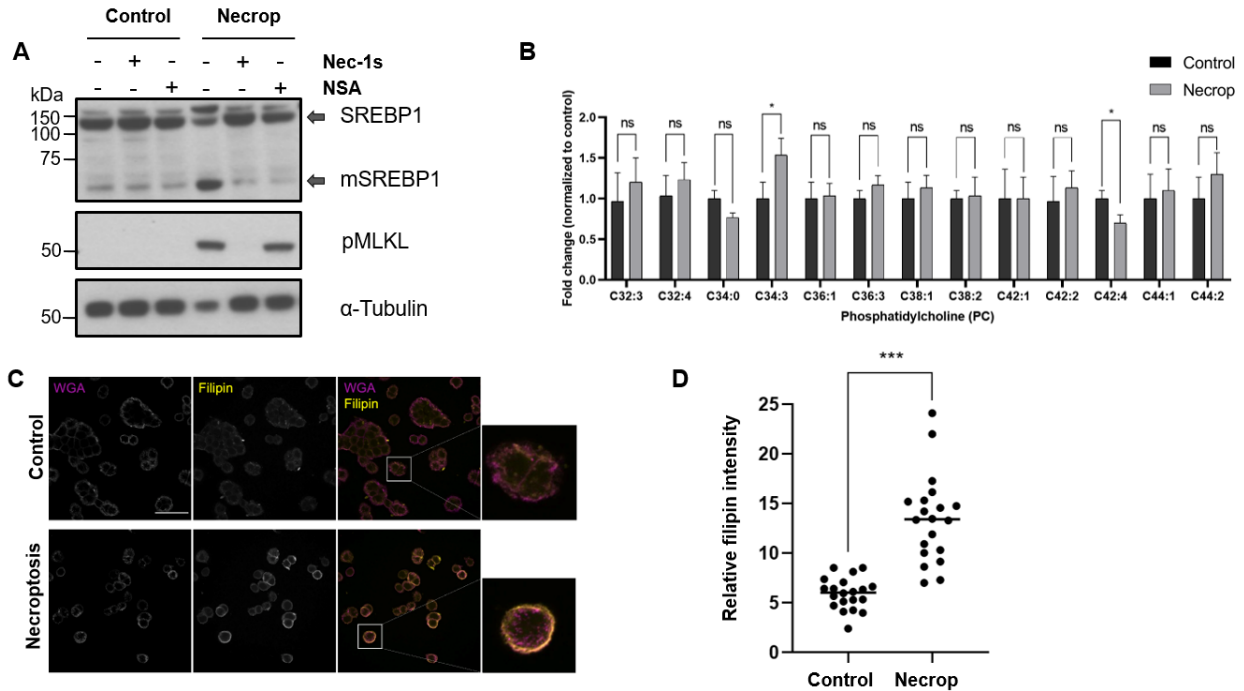 A
Control Necrop
- + - - + - Nec-1s
- - + - - + NSA
kDa
150
100
75
SREBP1
mSREBP1
50
pMLKL
50
α-Tubulin
B
Control
Necrop
Fold change (normalized to control)
2.0
1.5
1.0
0.5
0.0
ns ns ns * ns ns ns ns ns ns * ns ns
C32:3 C32:4 C34:0 C34:3 C36:1 C36:3 C38:1 C38:2 C42:1 C42:2 C42:4 C44:1 C44:2
Phosphatidylcholine (PC)
C
Control
WGA
Filipin
WGA
Filipin
Necroptosis
D
***
Relative filipin intensity
25
20
15
10
5
0
Control Necrop